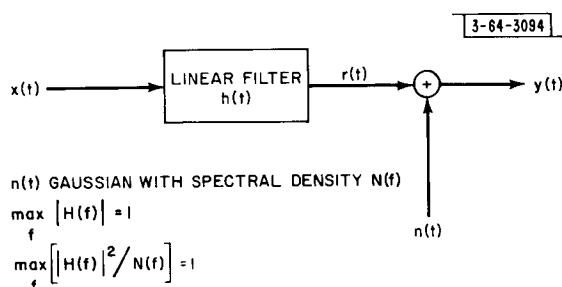 3-64-3094
x(t)
LINEAR FILTER
h(t)
r(t)
+
y(t)
n(t) GAUSSIAN WITH SPECTRAL DENSITY N(f)
max |H(f)| = 1
f
n(t)
max [|H(f)|²/N(f)] = 1
f